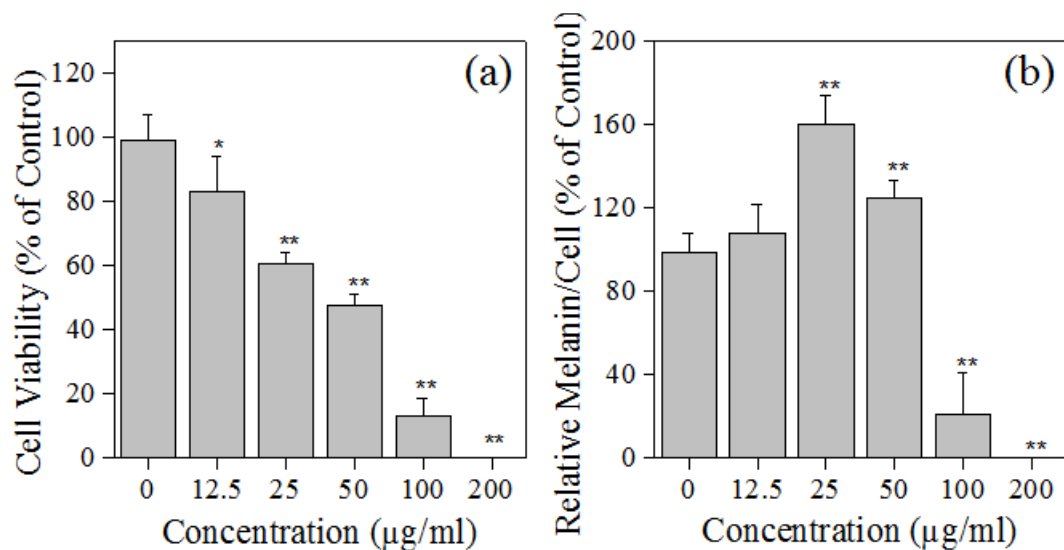 (a)
Cell Viability (% of Control)
120
100
80
60
40
20
0
*
**
**
**
**
0 12.5 25 50 100 200
Concentration (µg/ml)
(b)
Relative Melanin/Cell (% of Control)
200
160
120
80
40
0
**
**
**
**
0 12.5 25 50 100 200
Concentration (µg/ml)